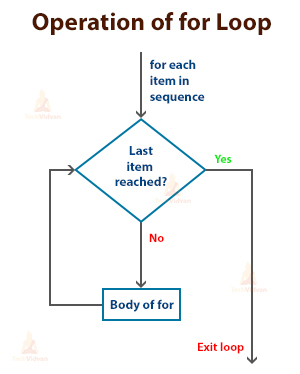 Operation of for Loop
for each
item in
sequence
Last
item
reached?
Yes
No
Body of for
Exit loop